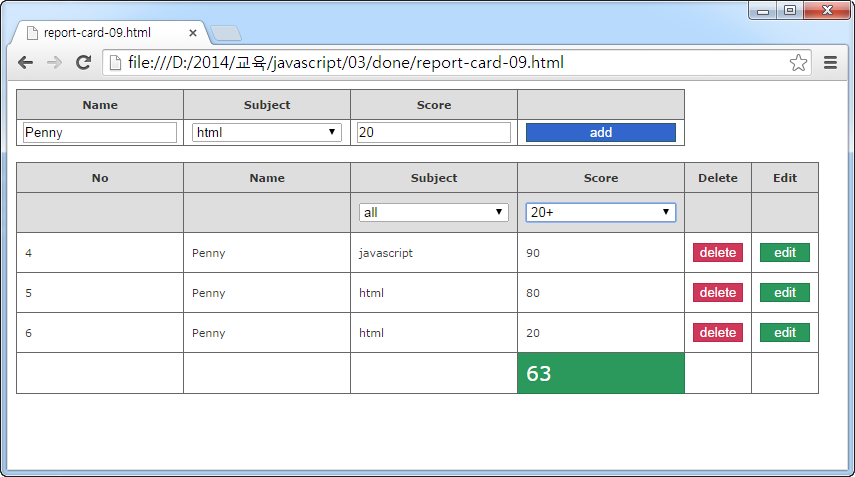 report-card-09.html
file:///D:/2014/교육/javascript/03/done/report-card-09.html
Name Subject Score
Penny html 20 add
No Name Subject Score Delete Edit
all 20+
4 Penny javascript 90 delete edit
5 Penny html 80 delete edit
6 Penny html 20 delete edit
63